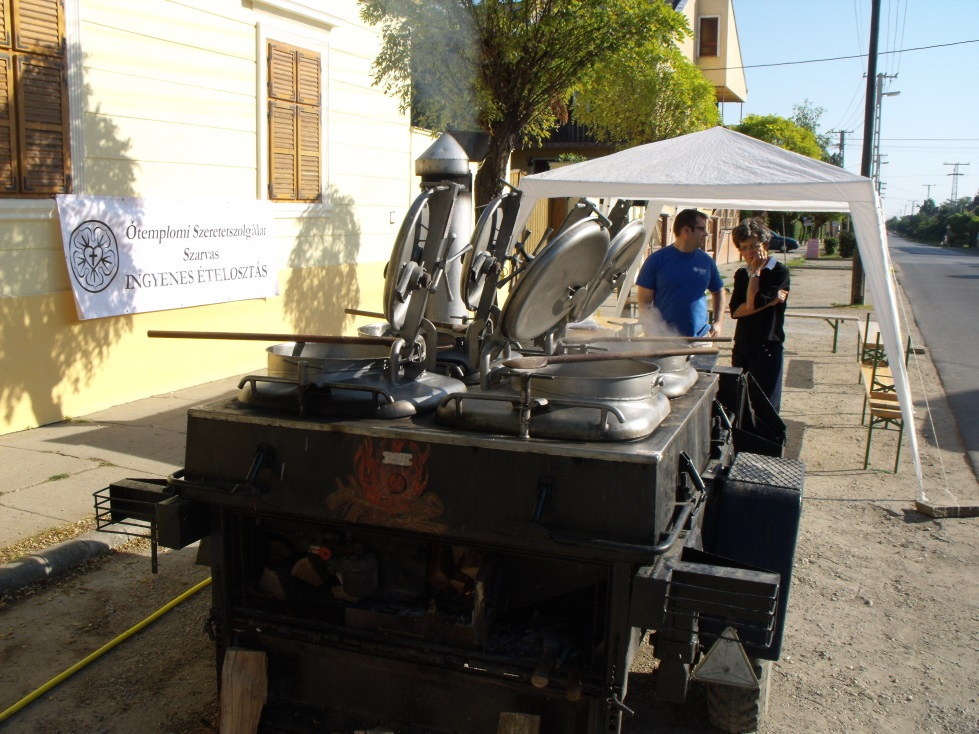 Ótemplomi Szeretetszolgálat
Szarvas
INGYENES ÉTELOSZTÁS